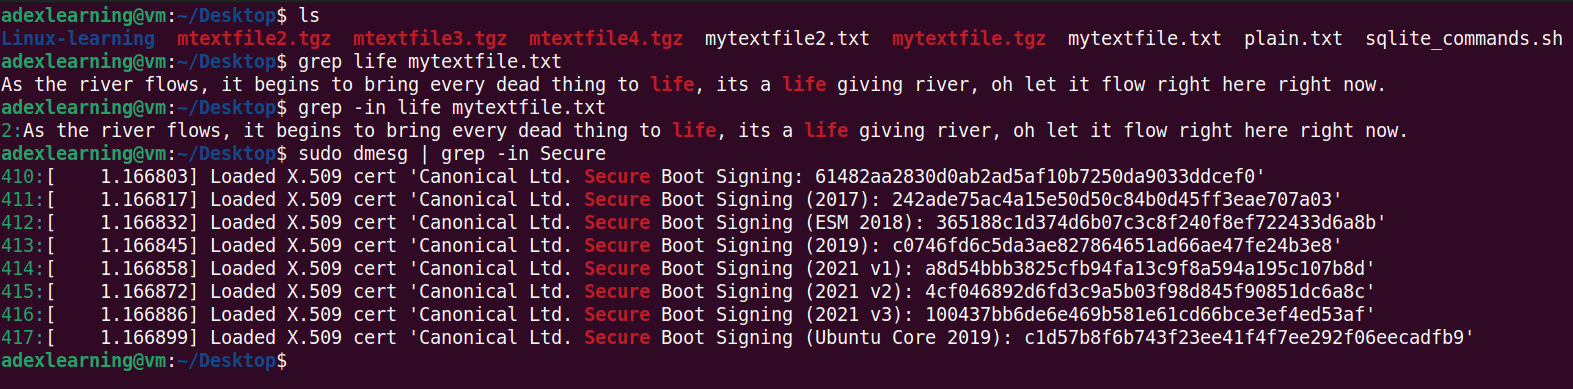 adexlearning@vm:~/Desktop$ ls
Linux-learning  mtextfile2.tgz  mtextfile3.tgz  mtextfile4.tgz  mytextfile2.txt  mytextfile.tgz  mytextfile.txt  plain.txt  sqlite_commands.sh
adexlearning@vm:~/Desktop$ grep life mytextfile.txt
As the river flows, it begins to bring every dead thing to life, its a life giving river, oh let it flow right here right now.
adexlearning@vm:~/Desktop$ grep -in life mytextfile.txt
2:As the river flows, it begins to bring every dead thing to life, its a life giving river, oh let it flow right here right now.
adexlearning@vm:~/Desktop$ sudo dmesg | grep -in Secure
410:[    1.166803] Loaded X.509 cert 'Canonical Ltd. Secure Boot Signing: 61482aa2830d0ab2ad5af10b7250da9033ddcef0'
411:[    1.166817] Loaded X.509 cert 'Canonical Ltd. Secure Boot Signing (2017): 242ade75ac4a15e50d50c84b0d45ff3eae707a03'
412:[    1.166832] Loaded X.509 cert 'Canonical Ltd. Secure Boot Signing (ESM 2018): 365188c1d374d6b07c3c8f240f8ef722433d6a8b'
413:[    1.166845] Loaded X.509 cert 'Canonical Ltd. Secure Boot Signing (2019): c0746fd6c5da3ae827864651ad66ae47fe24b3e8'
414:[    1.166858] Loaded X.509 cert 'Canonical Ltd. Secure Boot Signing (2021 v1): a8d54bbb3825cfb94fa13c9f8a594a195c107b8d'
415:[    1.166872] Loaded X.509 cert 'Canonical Ltd. Secure Boot Signing (2021 v2): 4cf046892d6fd3c9a5b03f98d845f90851dc6a8c'
416:[    1.166886] Loaded X.509 cert 'Canonical Ltd. Secure Boot Signing (2021 v3): 100437bb6de6e469b581e61cd66bce3ef4ed53af'
417:[    1.166899] Loaded X.509 cert 'Canonical Ltd. Secure Boot Signing (Ubuntu Core 2019): c1d57b8f6b743f23ee41f4f7ee292f06eecadfb9'
adexlearning@vm:~/Desktop$